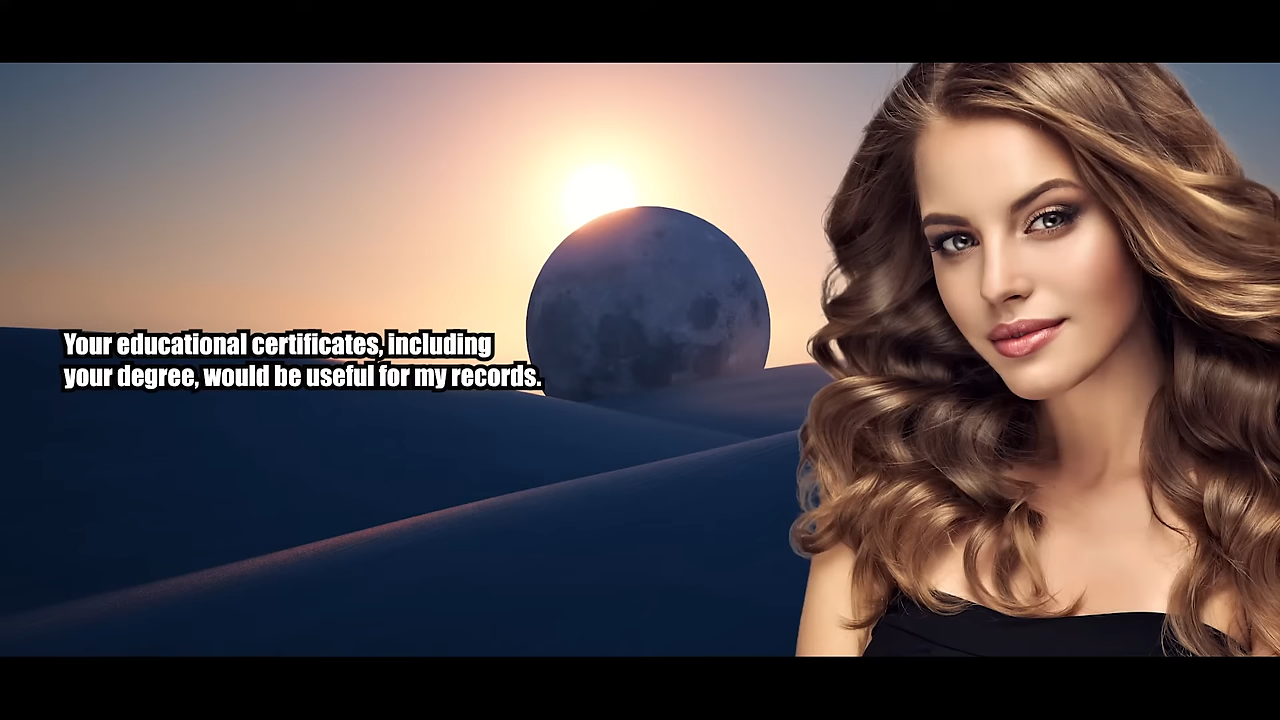 Your educational certificates, including
your degree, would be useful for my records.